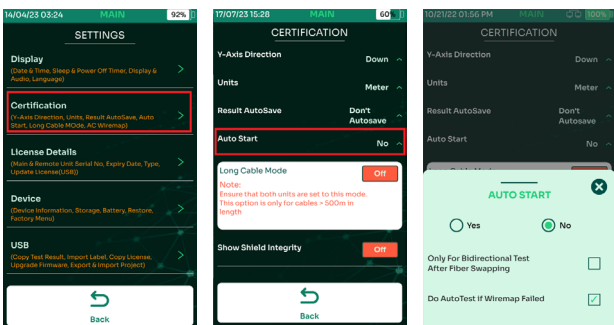 14/04/23 03:24 MAIN 92%
SETTINGS
Display
(Date & Time, Sleep & Power Off Timer, Display &
Audio, Language)
Certification
(Y-Axis Direction, Units, Result AutoSave, Auto
Start, Long Cable MOde, AC Wiremap)
License Details
(Main & Remote Unit Serial No, Expiry Date, Type,
Update License(USB))
Device
(Device Information, Storage, Battery, Restore,
Factory Menu)
USB
(Copy Test Result, Import Label, Copy License,
Upgrade Firmware, Export & Import Project)
Back
17/07/23 15:28 MAIN 60%
CERTIFICATION
Y-Axis Direction
Down
Units
Meter
Result AutoSave
Don't
Autosave
Auto Start
No
Long Cable Mode
Off
Note:
Ensure that both units are set to this mode.
This option is only for cables > 500m in
length
Show Shield Integrity
Off
Back
10/21/22 01:56 PM MAIN 100%
CERTIFICATION
Y-Axis Direction
Down
Units
Meter
Result AutoSave
Don't
Autosave
Auto Start
No
AUTO START
Yes No
Only For Bidirectional Test
After Fiber Swapping
Do AutoTest if Wiremap Failed